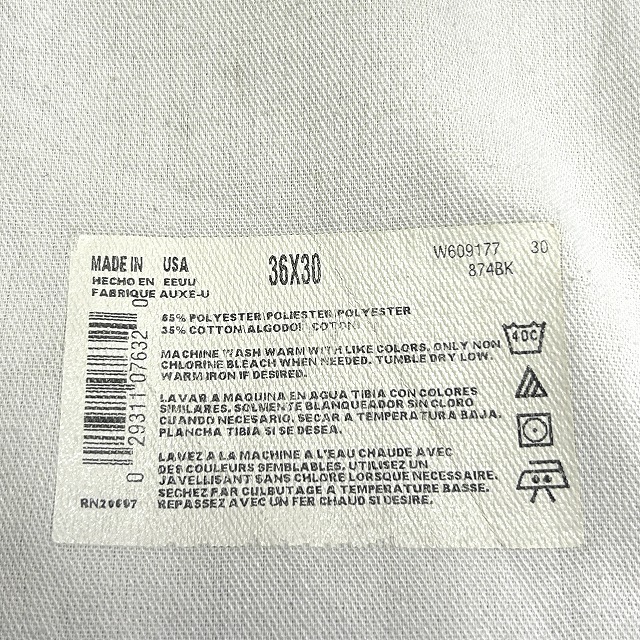 MADE IN USA
HECHO EN EEUU
FABRIQUE AUXE-U
36X30
W609177 30
874BK
65% POLYESTER/POLIESTER/POLYESTER
35% COTTON/ALGODON/COTON
MACHINE WASH WARM WITH LIKE COLORS, ONLY NON
CHLORINE BLEACH WHEN NEEDED. TUMBLE DRY LOW.
WARM IRON IF DESIRED.
LAVAR A MAQUINA EN AGUA TIBIA CON COLORES
SIMILARES. SOLMENTE BLANQUEADOR SIN CLORO
CUANDO NECESARIO. SECAR A TEMPERATURA BAJA.
PLANCHA TIBIA SI SE DESEA.
LAVEZ A LA MACHINE A L'EAU CHAUDE AVEC
DES COULEURS SEMBLABLES. UTILISEZ UN
JAVELLISANT SANS CHLORE LORSQUE NECESSAIRE.
SECHEZ PAR CULBUTAGE A TEMPERATURE BASSE.
REPASSEZ AVEC UN FER CHAUD SI DESIRE.
40C
0 29311 07632 0